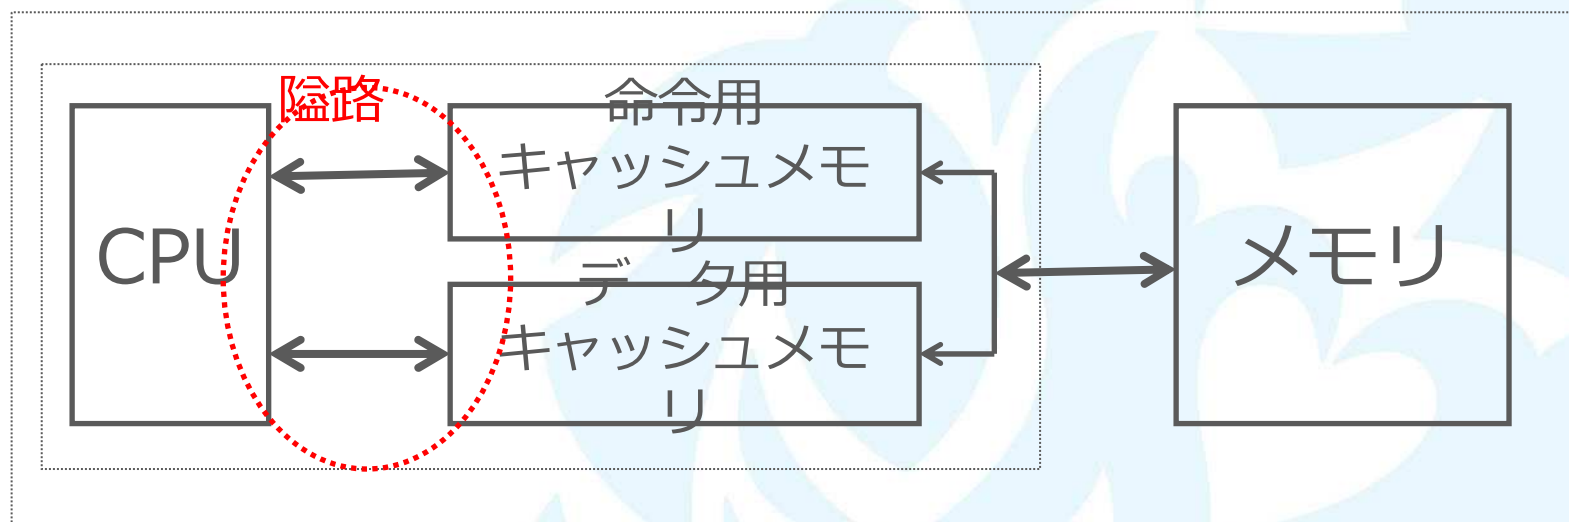 隘路
命令用
キャッシュメモ
リ
CPU
メモリ
データ用
キャッシュメモ
リ